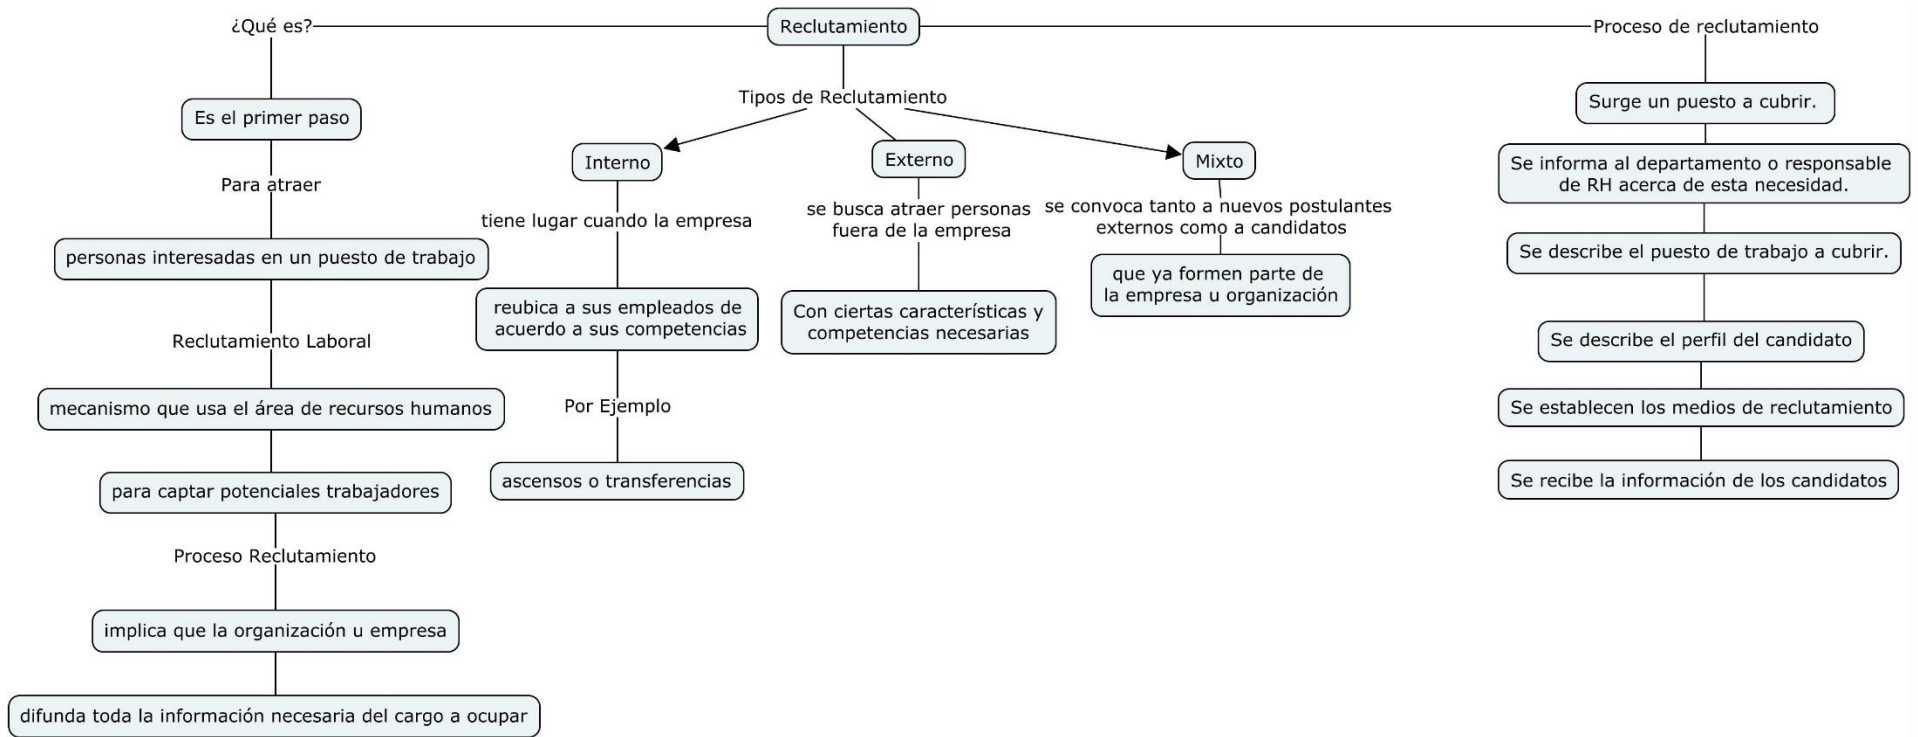 Reclutamiento
¿Qué es?
Es el primer paso
Para atraer
personas interesadas en un puesto de trabajo
Reclutamiento Laboral
mecanismo que usa el área de recursos humanos
para captar potenciales trabajadores
Proceso Reclutamiento
implica que la organización u empresa
difunda toda la información necesaria del cargo a ocupar
Tipos de Reclutamiento
Interno
tiene lugar cuando la empresa
reubica a sus empleados de
acuerdo a sus competencias
Por Ejemplo
ascensos o transferencias
Externo
se busca atraer personas
fuera de la empresa
Con ciertas características y
competencias necesarias
Mixto
se convoca tanto a nuevos postulantes
externos como a candidatos
que ya formen parte de
la empresa u organización
Proceso de reclutamiento
Surge un puesto a cubrir.
Se informa al departamento o responsable
de RH acerca de esta necesidad.
Se describe el puesto de trabajo a cubrir.
Se describe el perfil del candidato
Se establecen los medios de reclutamiento
Se recibe la información de los candidatos